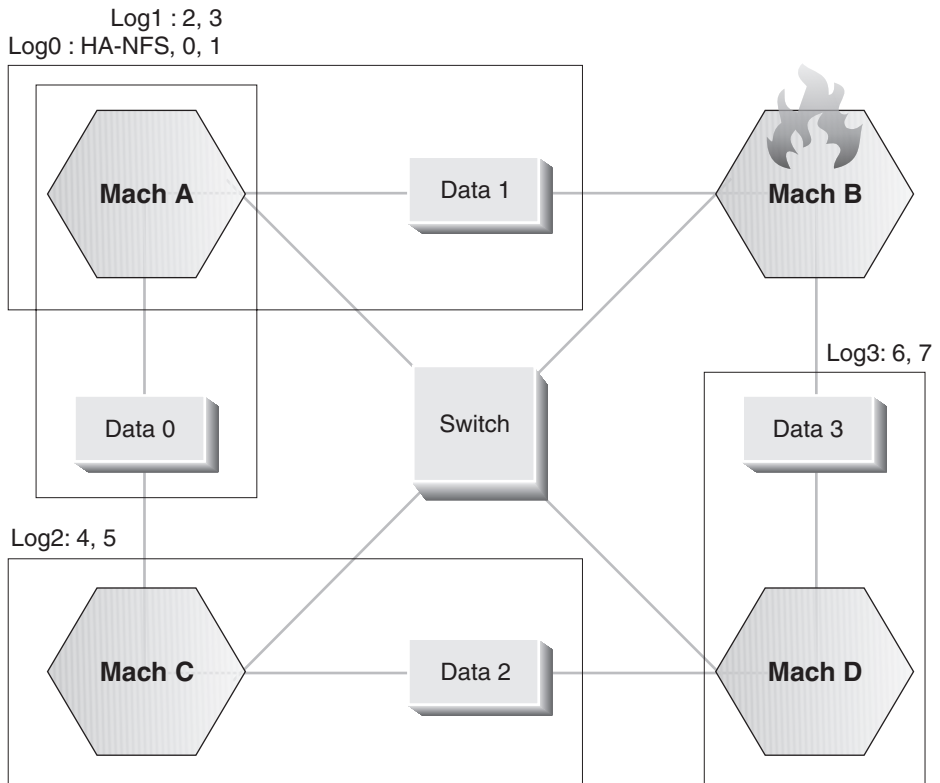 Log1 : 2, 3
Log0 : HA-NFS, 0, 1
Mach A
Data 1
Mach B
Log3: 6, 7
Data 0
Switch
Data 3
Log2: 4, 5
Mach C
Data 2
Mach D